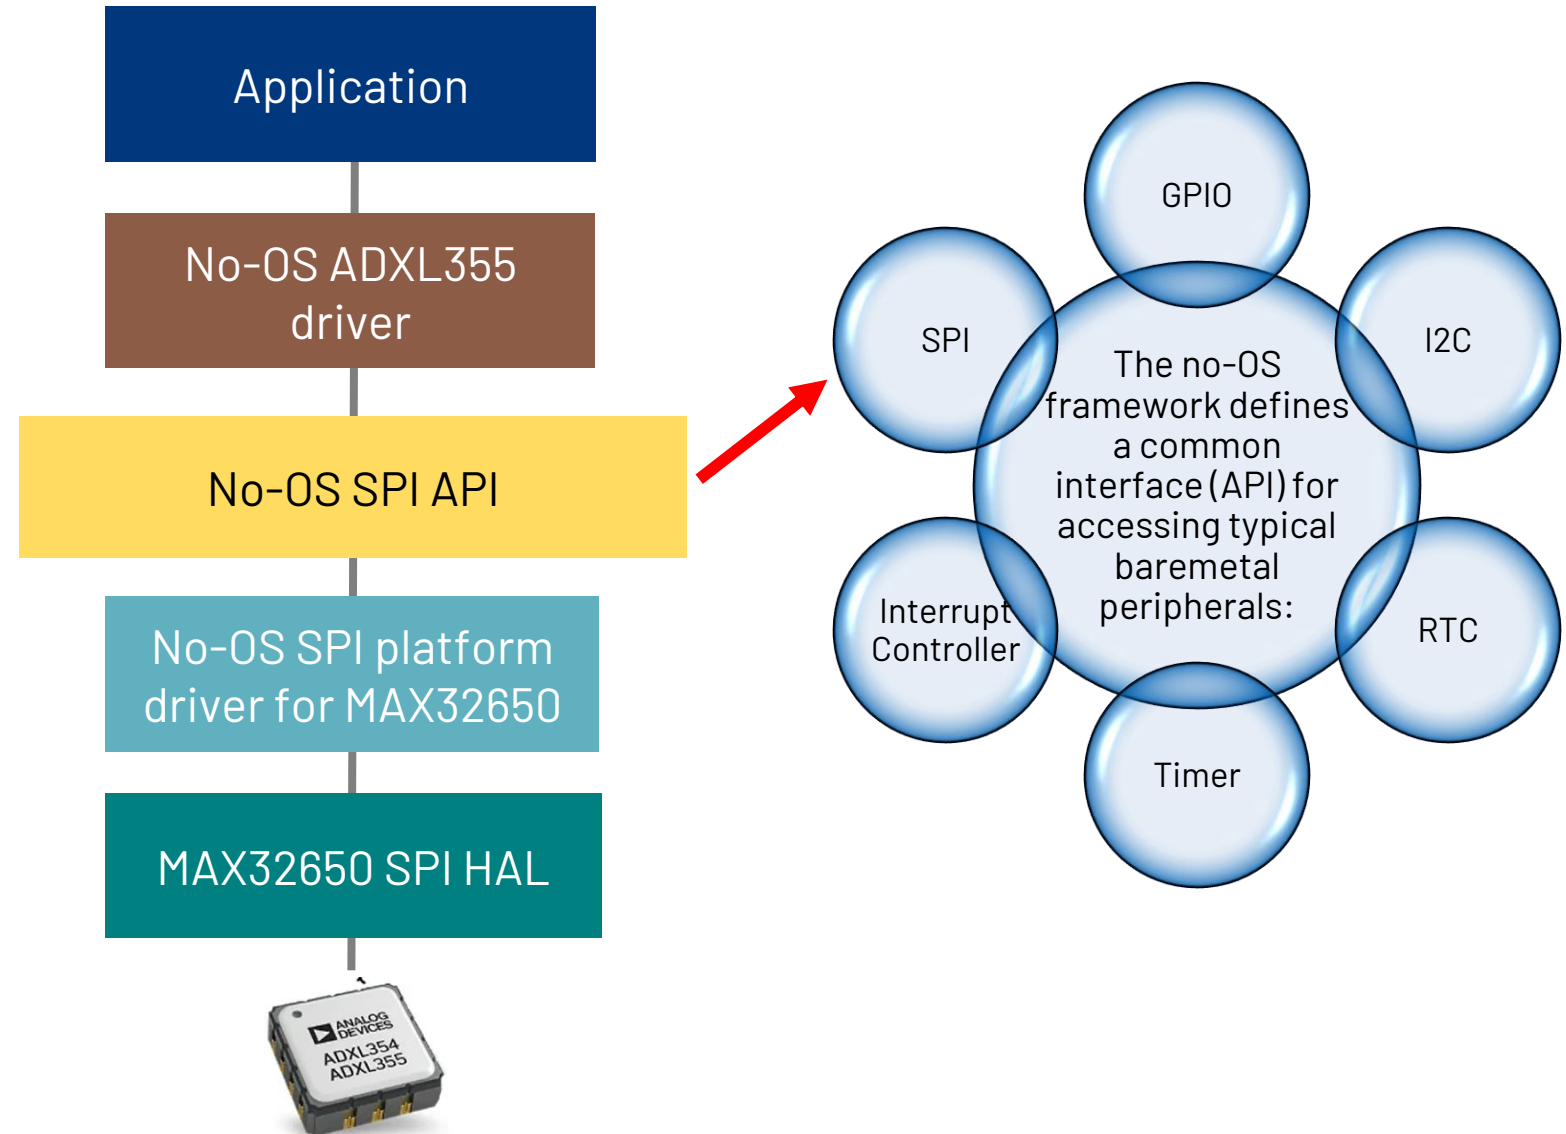 Application
No-OS ADXL355
driver
No-OS SPI API
No-OS SPI platform
driver for MAX32650
MAX32650 SPI HAL
ANALOG
DEVICES
ADXL354
ADXL355
GPIO
SPI
I2C
The no-OS
framework defines
a common
interface (API) for
accessing typical
baremetal
peripherals:
Interrupt
Controller
RTC
Timer